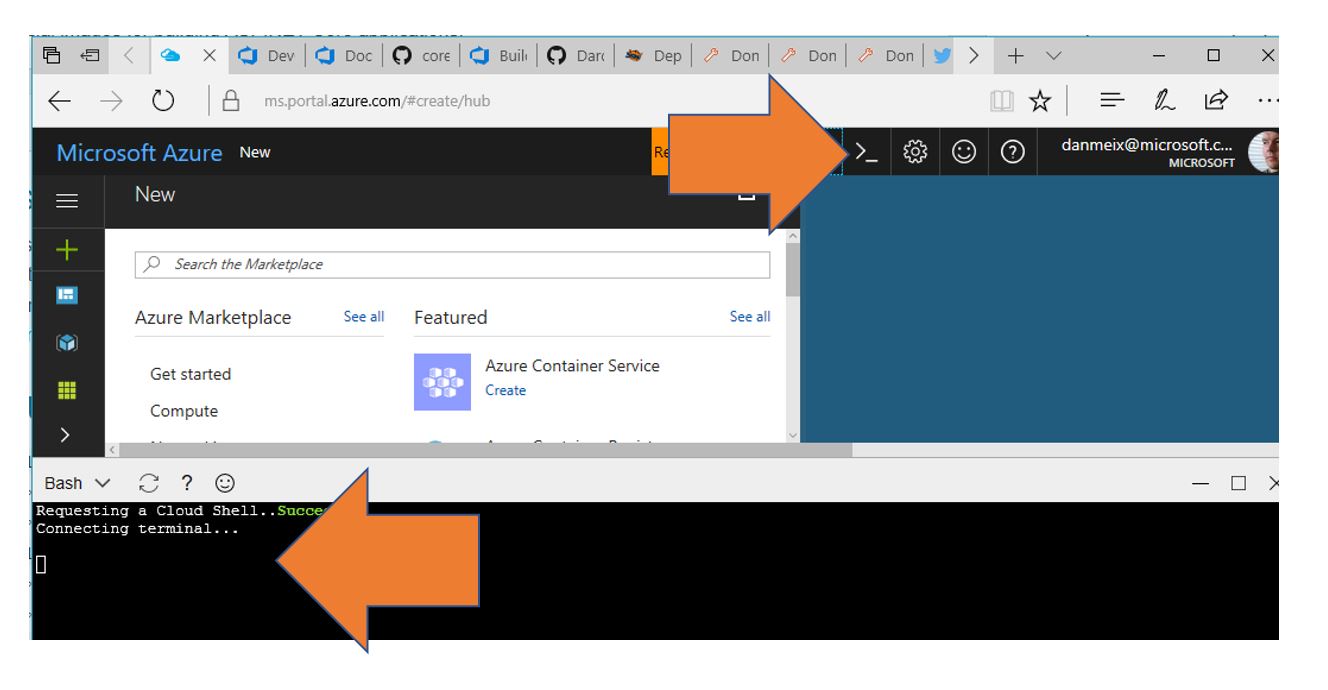 Dev
Doc
core
Buil
Dar
Dep
Don
Don
Don
ms.portal.azure.com/#create/hub
Microsoft Azure New
danmeix@microsoft.c...
MICROSOFT
New
Search the Marketplace
Azure Marketplace See all Featured See all
Get started
Azure Container Service
Create
Compute
Bash
Requesting a Cloud Shell..Succe
Connecting terminal...